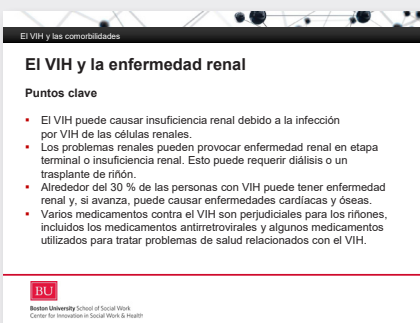 El VIH y las comorbilidades
El VIH y la enfermedad renal
Puntos clave
▪ El VIH puede causar insuficiencia renal debido a la infección
por VIH de las células renales.
▪ Los problemas renales pueden provocar enfermedad renal en etapa
terminal o insuficiencia renal. Esto puede requerir diálisis o un
trasplante de riñón.
▪ Alrededor del 30 % de las personas con VIH puede tener enfermedad
renal y, si avanza, puede causar enfermedades cardíacas y óseas.
▪ Varios medicamentos contra el VIH son perjudiciales para los riñones,
incluidos los medicamentos antirretrovirales y algunos medicamentos
utilizados para tratar problemas de salud relacionados con el VIH.
BU
Boston University School of Social Work
Center for Innovation in Social Work & Health